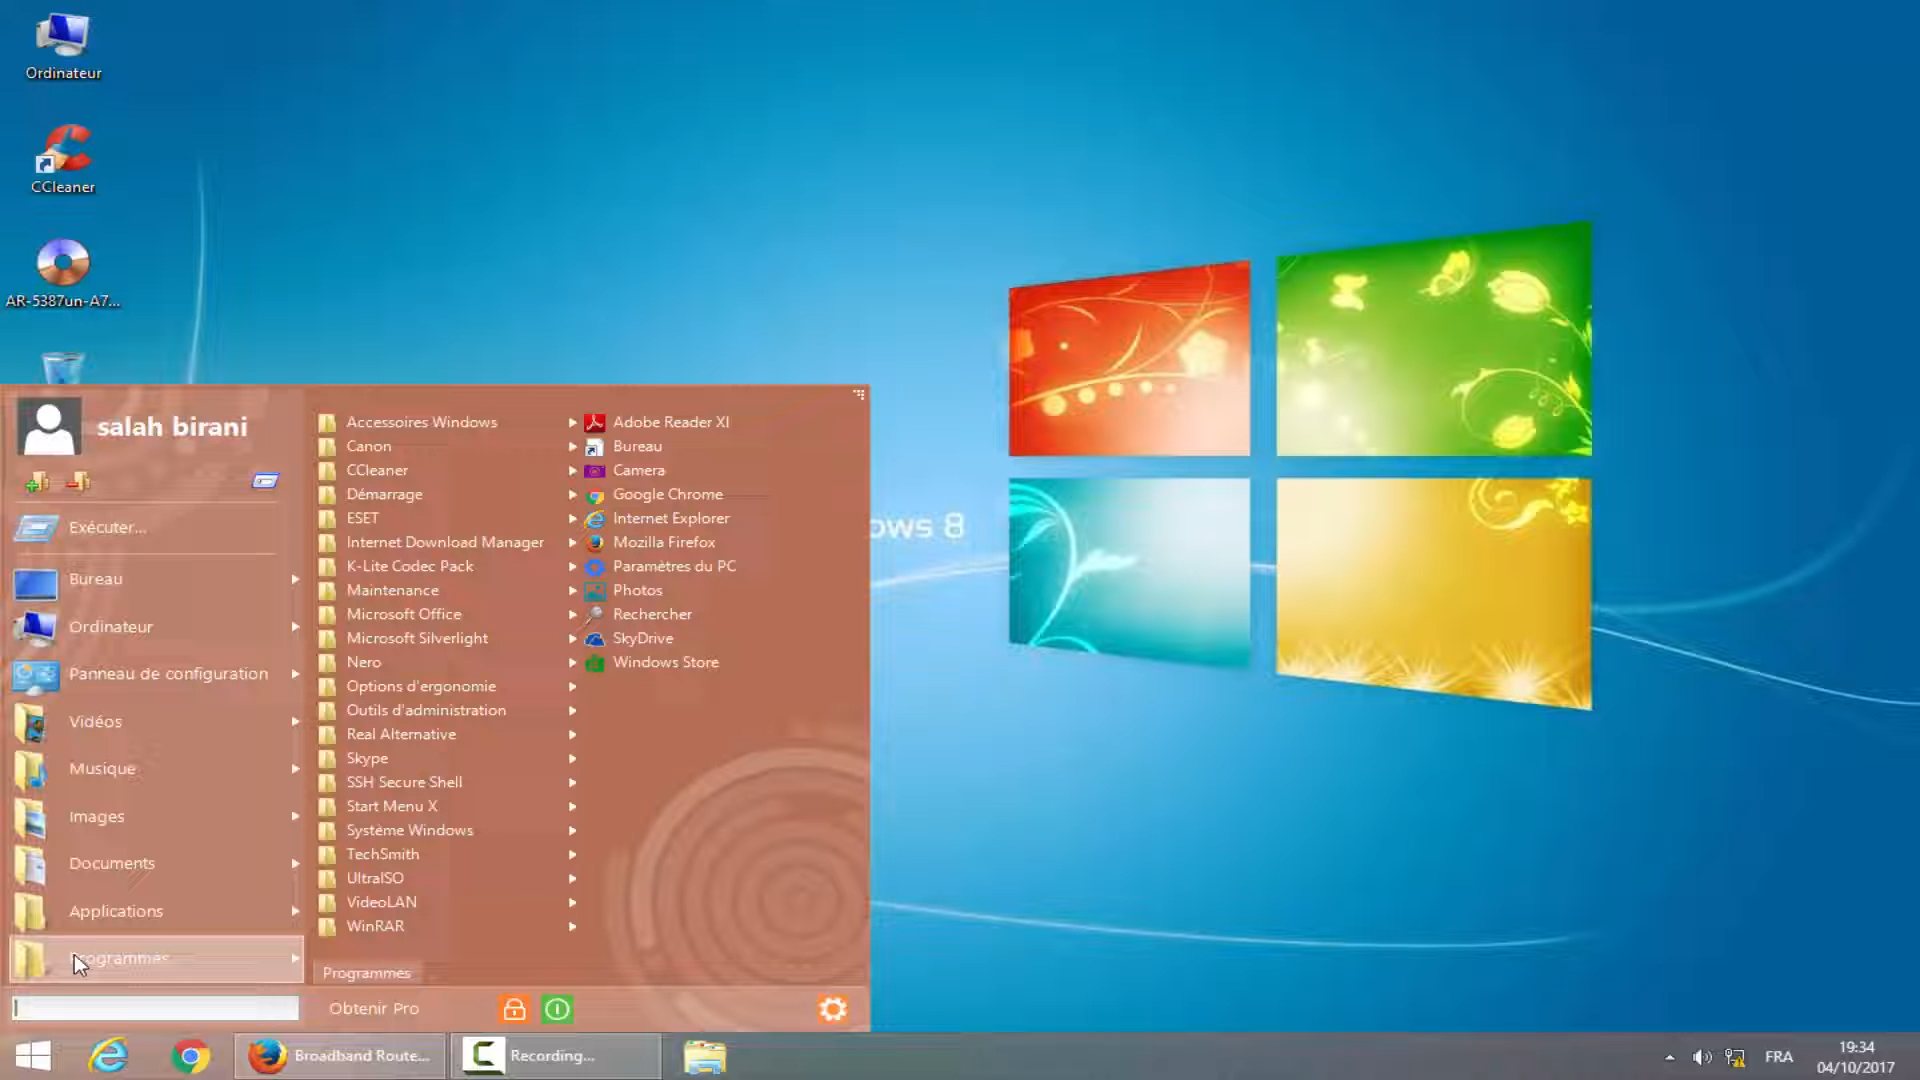 Ordinateur
CCleaner
AR-5387un-A7...
salah birani
Exécuter...
Bureau
Ordinateur
Panneau de configuration
Vidéos
Musique
Images
Documents
Applications
Programmes
Accessoires Windows
Canon
CCleaner
Démarrage
ESET
Internet Download Manager
K-Lite Codec Pack
Maintenance
Microsoft Office
Microsoft Silverlight
Nero
Options d'ergonomie
Outils d'administration
Real Alternative
Skype
SSH Secure Shell
Start Menu X
Système Windows
TechSmith
UltraISO
VideoLAN
WinRAR
Programmes
Adobe Reader XI
Bureau
Camera
Google Chrome
Internet Explorer
Mozilla Firefox
Paramètres du PC
Photos
Rechercher
SkyDrive
Windows Store
Obtenir Pro
ows 8
Broadband Route...
Recording...
FRA
19:34
04/10/2017